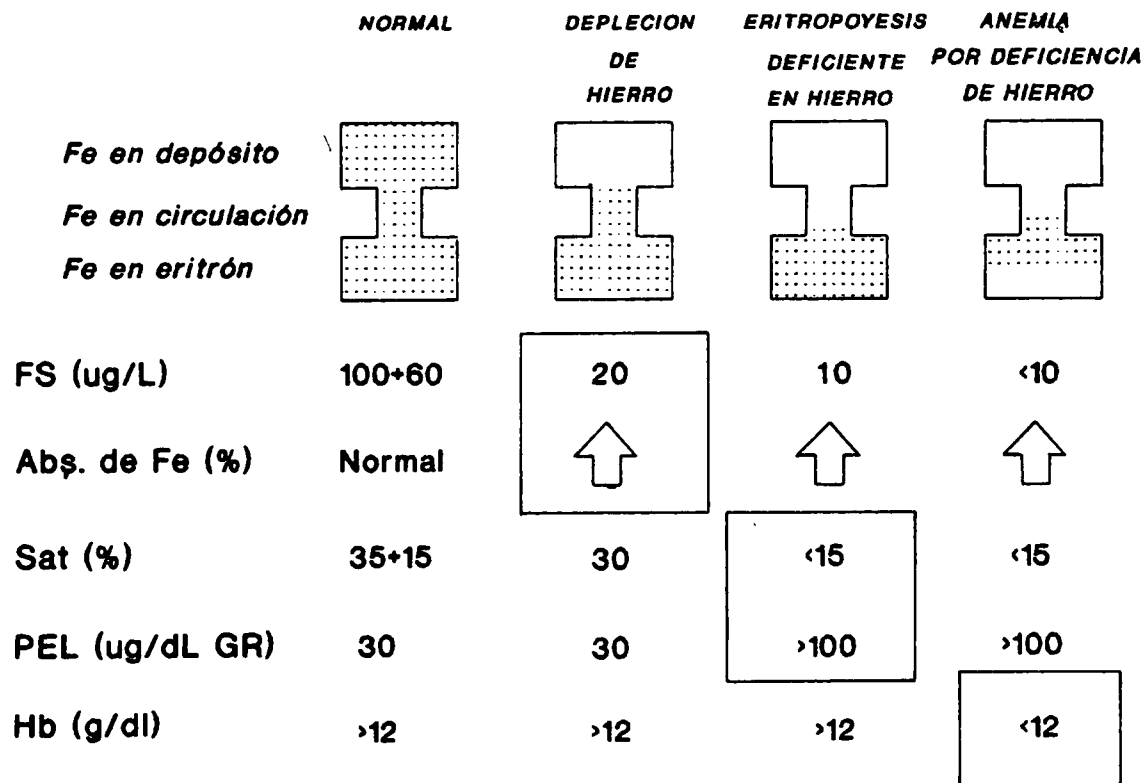 NORMAL DEPLECION ERITROPOYESIS ANEMIA
DE DEFICIENTE POR DEFICIENCIA
HIERRO EN HIERRO DE HIERRO
Fe en depósito
Fe en circulación
Fe en eritrón
FS (ug/L) 100+60 20 10 <10
Abs. de Fe (%) Normal
Sat (%) 35+15 30 <15 <15
PEL (ug/dL GR) 30 30 >100 >100
Hb (g/dl) >12 >12 >12 <12